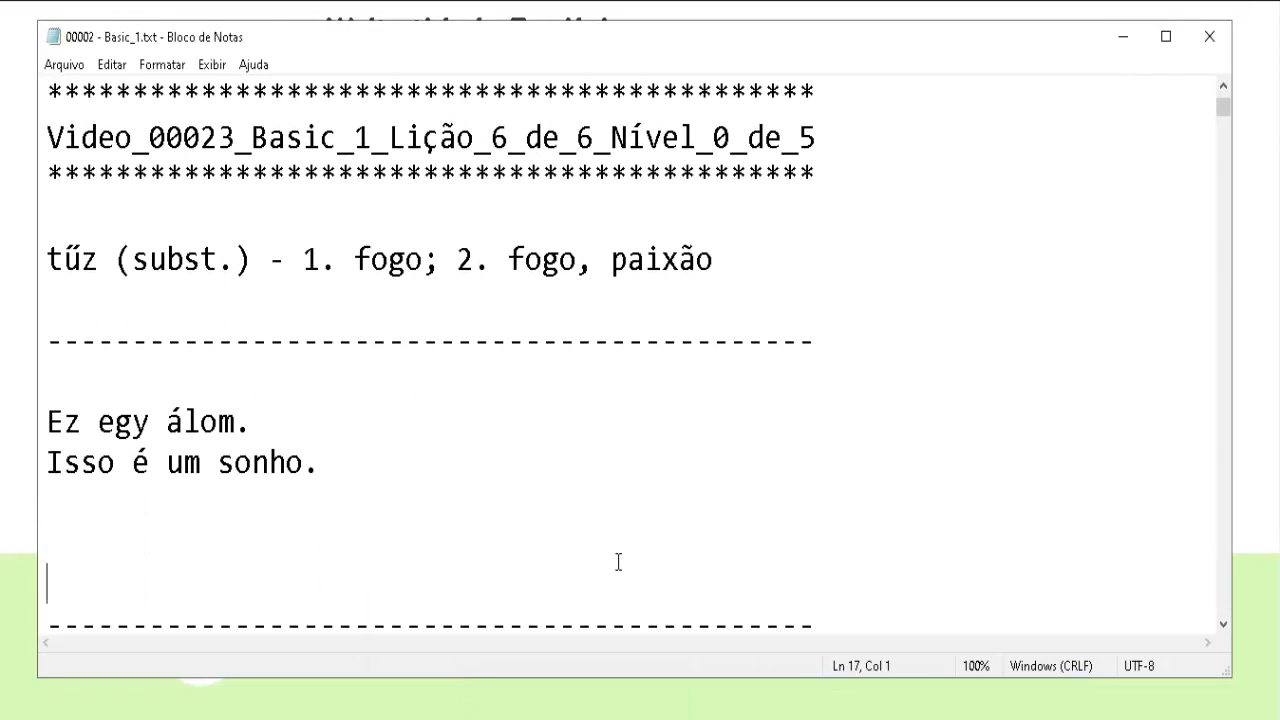 00002 - Basic_1.txt - Bloco de Notas
Arquivo Editar Formatar Exibir Ajuda
*********************************************
Video_00023_Basic_1_Lição_6_de_6_Nível_0_de_5
*********************************************
tűz (subst.) - 1. fogo; 2. fogo, paixão
---------------------------------------------
Ez egy álom.
Isso é um sonho.
---------------------------------------------
Ln 17, Col 1 100% Windows (CRLF) UTF-8